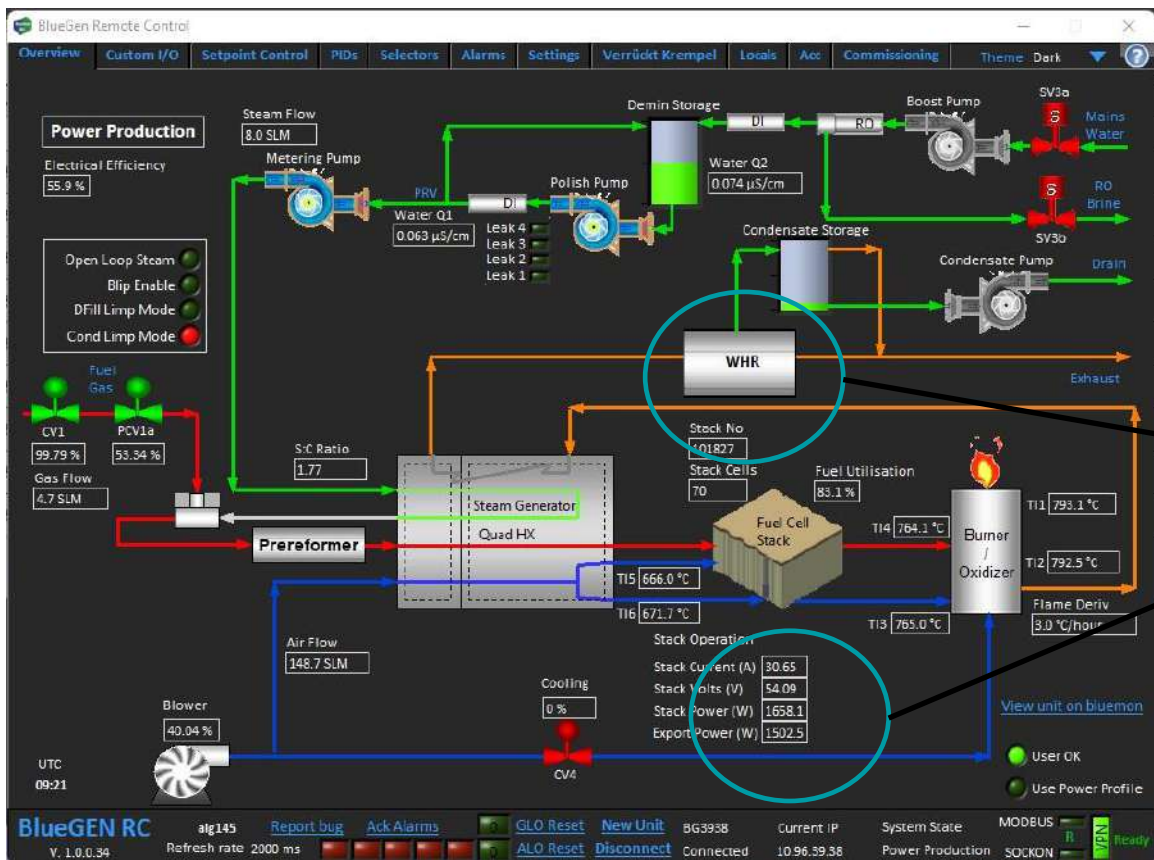 BlueGen Remote Control
Overview Custom I/O Setpoint Control PIDs Selectors Alarms Settings Verrückt Krempel Locals Acc Commissioning Theme Dark ?
Power Production
Electrical Efficiency
55.9 %
Steam Flow
8.0 SLM
Metering Pump
PRV
Water Q1
0.063 µS/cm
DI
Polish Pump
Leak 4
Leak 3
Leak 2
Leak 1
Demin Storage
Water Q2
0.074 µS/cm
DI
RO
Boost Pump
SV3a
S
Mains
Water
S
RO
Brine
SV3b
Condensate Storage
Condensate Pump
Drain
Open Loop Steam
Blip Enable
DFill Limp Mode
Cond Limp Mode
WHR
Exhaust
Fuel
Gas
CV1
99.79 %
PCV1a
53.34 %
Gas Flow
4.7 SLM
S:C Ratio
1.77
Stack No
101827
Stack Cells
70
Fuel Utilisation
83.1 %
Steam Generator
Quad HX
Prereformer
Fuel Cell
Stack
TI4 764.1 °C
Burner
/
Oxidizer
TI1 793.1 °C
TI2 792.5 °C
TI5 666.0 °C
TI6 671.7 °C
TI3 765.0 °C
Flame Deriv
3.0 °C/hour
Air Flow
148.7 SLM
Stack Operation
Stack Current (A) 30.65
Stack Volts (V) 54.09
Stack Power (W) 1658.1
Export Power (W) 1502.5
Cooling
0 %
CV4
Blower
40.04 %
View unit on bluemon
User OK
Use Power Profile
UTC
09:21
BlueGEN RC
V. 1.0.0.34
alg145 Report bug Ack Alarms
Refresh rate 2000 ms
0
0
GLO Reset New Unit BG3938 Current IP System State MODBUS
ALO Reset Disconnect Connected 10.96.39.38 Power Production SOCKON
R
VPN
Ready